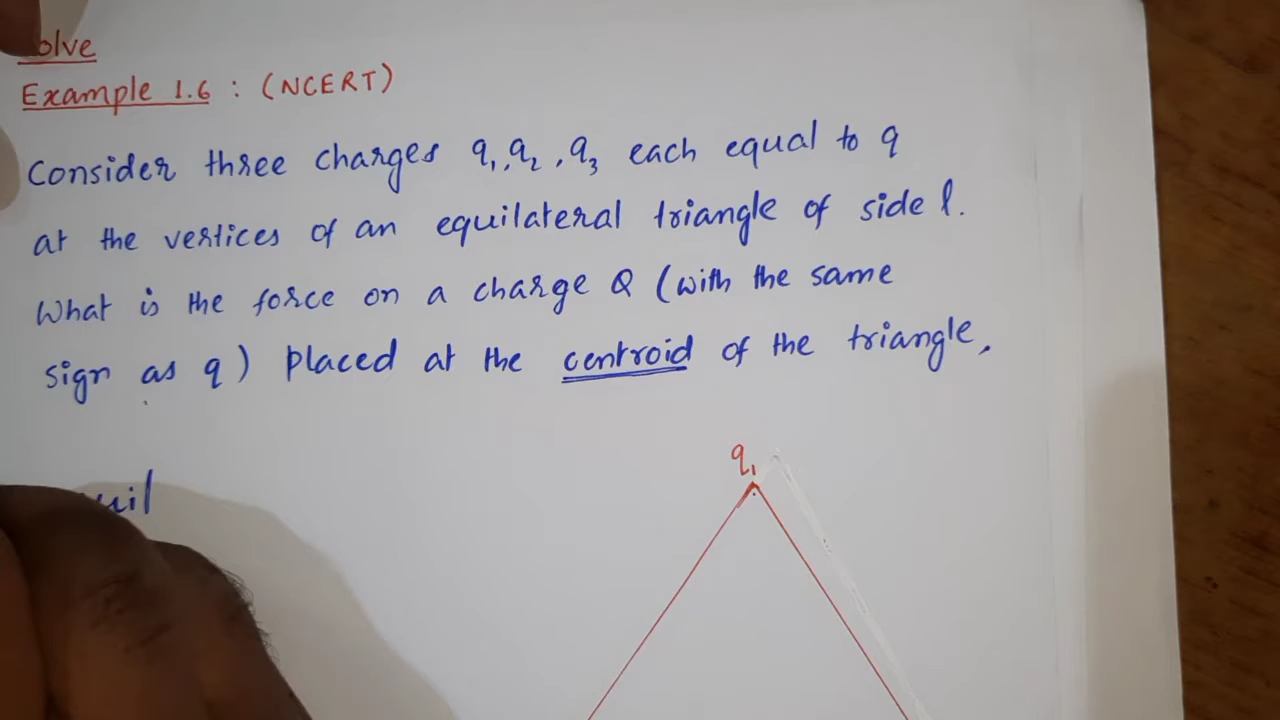 olve
Example 1.6 : (NCERT)
Consider three charges q₁, q₂, q₃ each equal to q
at the vertices of an equilateral triangle of side l.
What is the force on a charge Q (with the same
sign as q) placed at the centroid of the triangle.
q₁
uil